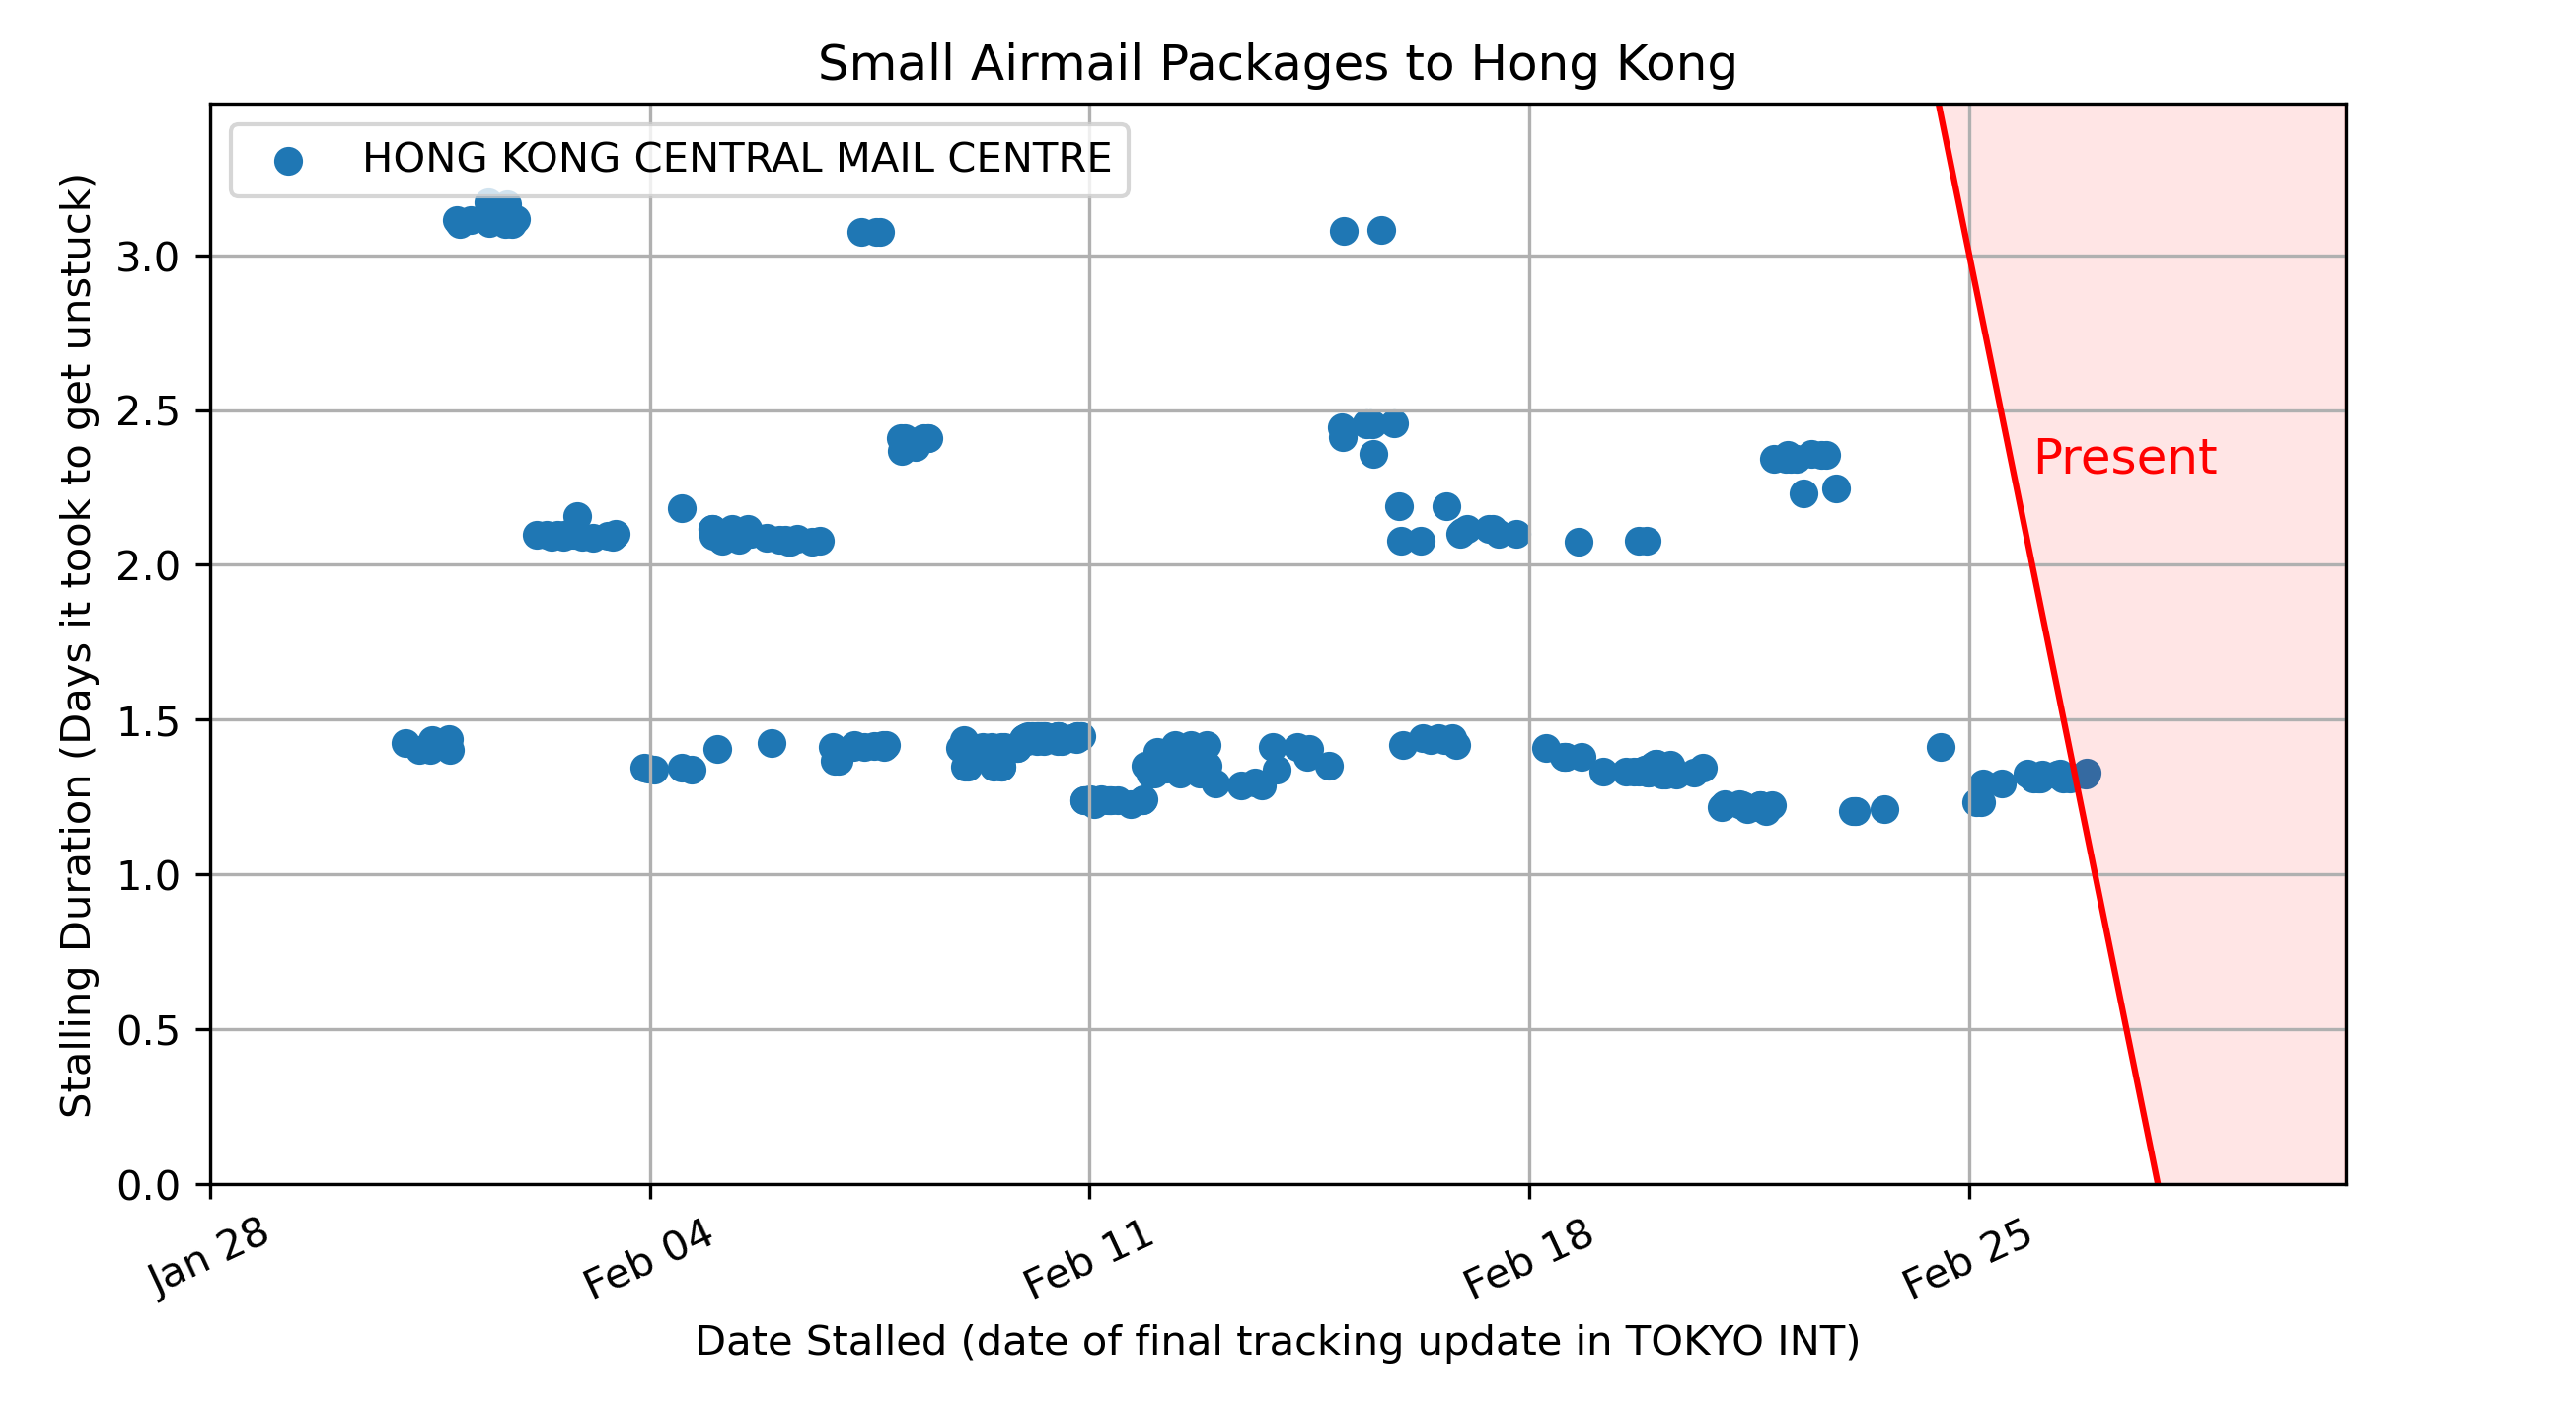 Small Airmail Packages to Hong Kong
HONG KONG CENTRAL MAIL CENTRE
Stalling Duration (Days it took to get unstuck)
3.0
2.5
2.0
1.5
1.0
0.5
0.0
Present
Jan 28
Feb 04
Feb 11
Feb 18
Feb 25
Date Stalled (date of final tracking update in TOKYO INT)